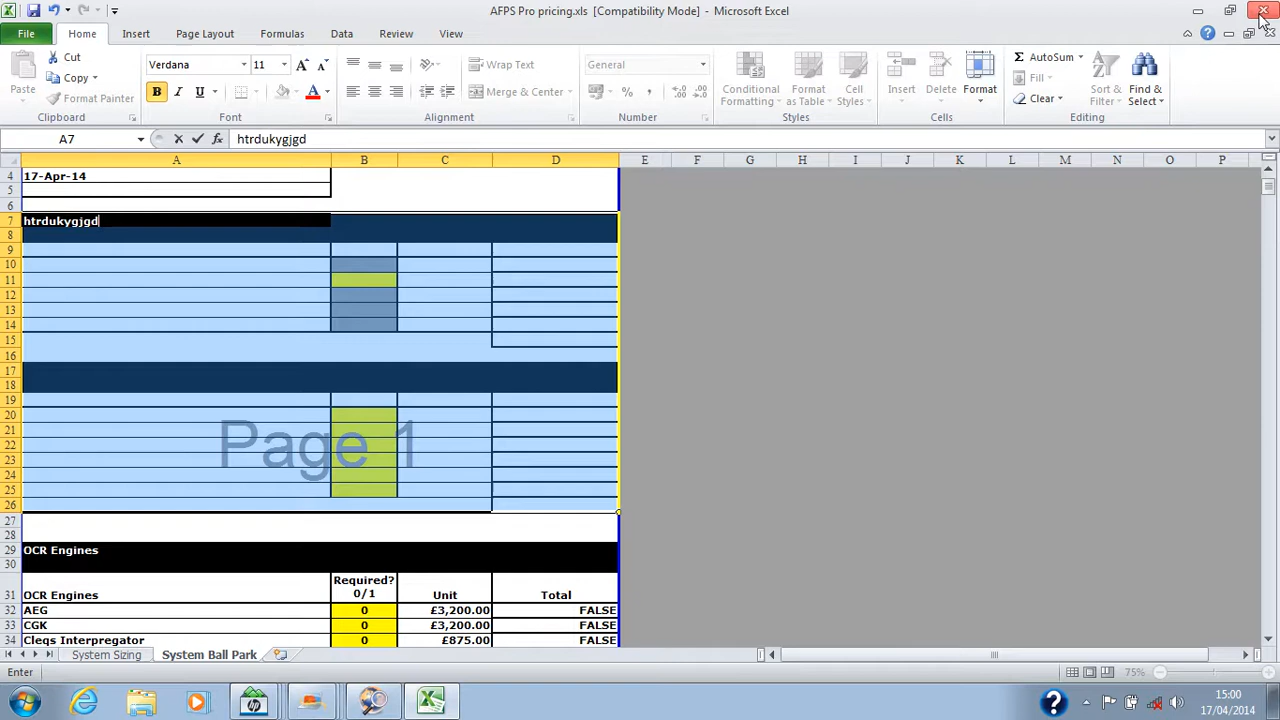 AFPS Pro pricing.xls [Compatibility Mode] - Microsoft Excel
File Home Insert Page Layout Formulas Data Review View
Cut
Copy
Format Painter
Paste
Clipboard
Verdana 11
B I U A
Font
Wrap Text
Merge & Center
Alignment
General
%
Number
Conditional Formatting
Format as Table
Cell Styles
Styles
Insert Delete Format
Cells
AutoSum
Fill
Clear
Sort & Filter
Find & Select
Editing
A7 fx htrdukygjgd
A B C D E F G H I J K L M N O P
4 17-Apr-14
5
6
7 htrdukygjgd
8
9
10
11
12
13
14
15
16
17
18
19
20
21
22
Page 1
23
24
25
26
27
28
29 OCR Engines
30
31 OCR Engines Required? 0/1 Unit Total
32 AEG 0 £3,200.00 FALSE
33 CGK 0 £3,200.00 FALSE
34 Cleqs Interpregator 0 £875.00 FALSE
System Sizing System Ball Park
Enter 75%
15:00
17/04/2014